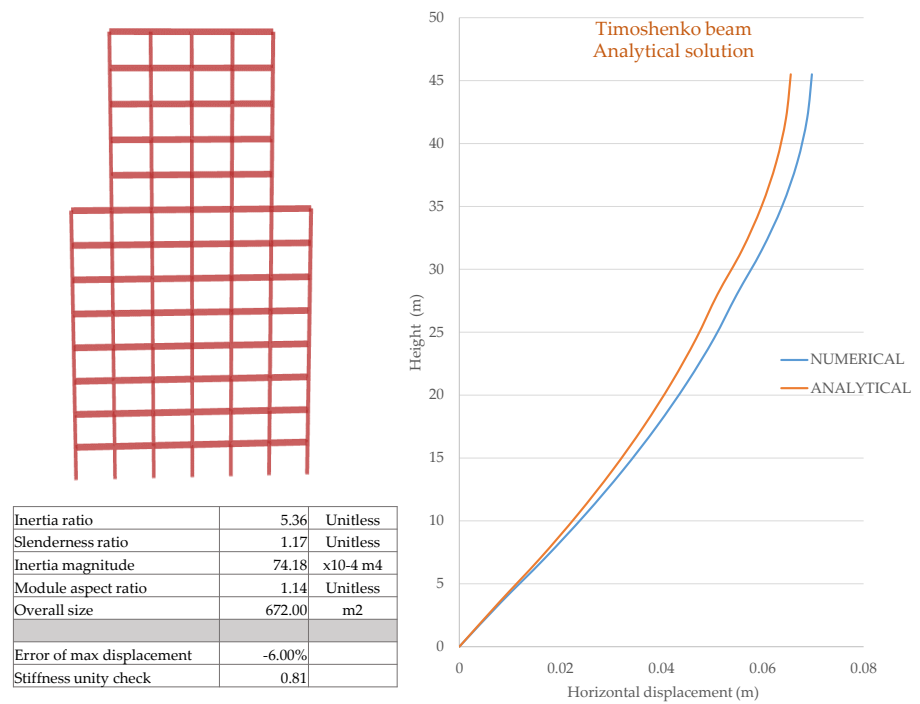 Timoshenko beam
Analytical solution
50
45
40
35
30
25
20
15
10
5
0
Height (m)
0
0.02
0.04
0.06
0.08
Horizontal displacement (m)
NUMERICAL
ANALYTICAL
Inertia ratio 5.36 Unitless
Slenderness ratio 1.17 Unitless
Inertia magnitude 74.18 x10-4 m4
Module aspect ratio 1.14 Unitless
Overall size 672.00 m2
Error of max displacement -6.00%
Stiffness unity check 0.81